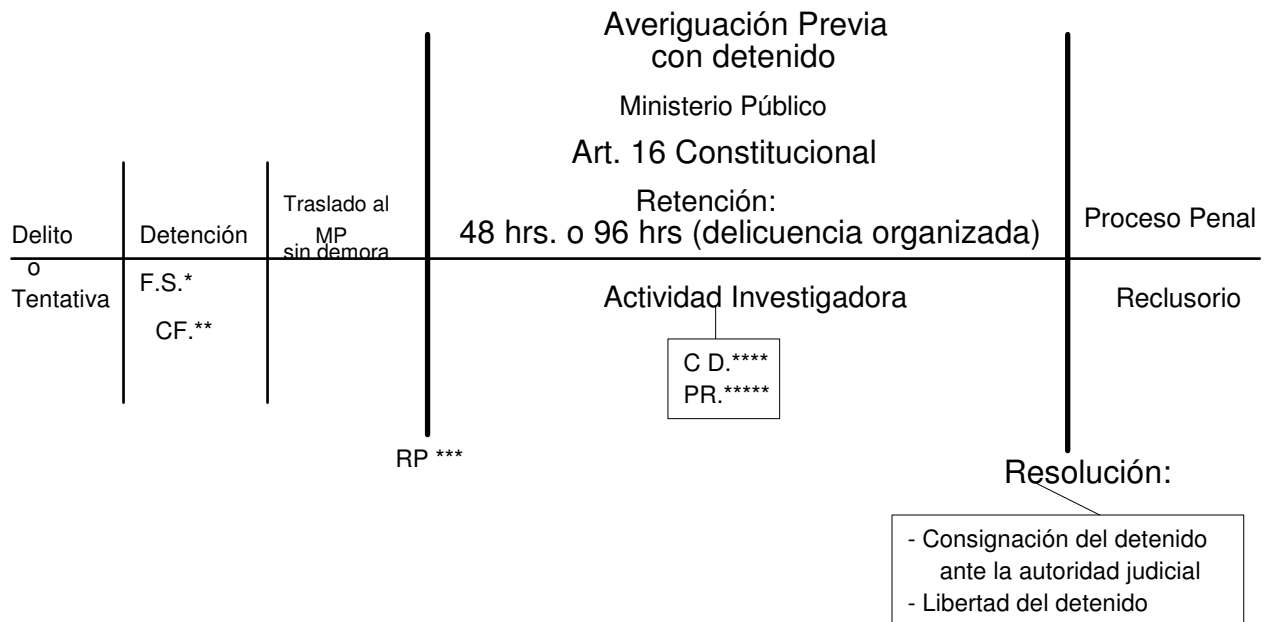 Averiguación Previa
con detenido
Ministerio Público
Art. 16 Constitucional
Retención:
48 hrs. o 96 hrs (delicuencia organizada)
Delito
o
Tentativa
Detención
F.S.*
CF.**
Traslado al
MP
sin demora
Actividad Investigadora
C D.****
PR.*****
RP ***
Proceso Penal
Reclusorio
Resolución:
- Consignación del detenido
ante la autoridad judicial
- Libertad del detenido